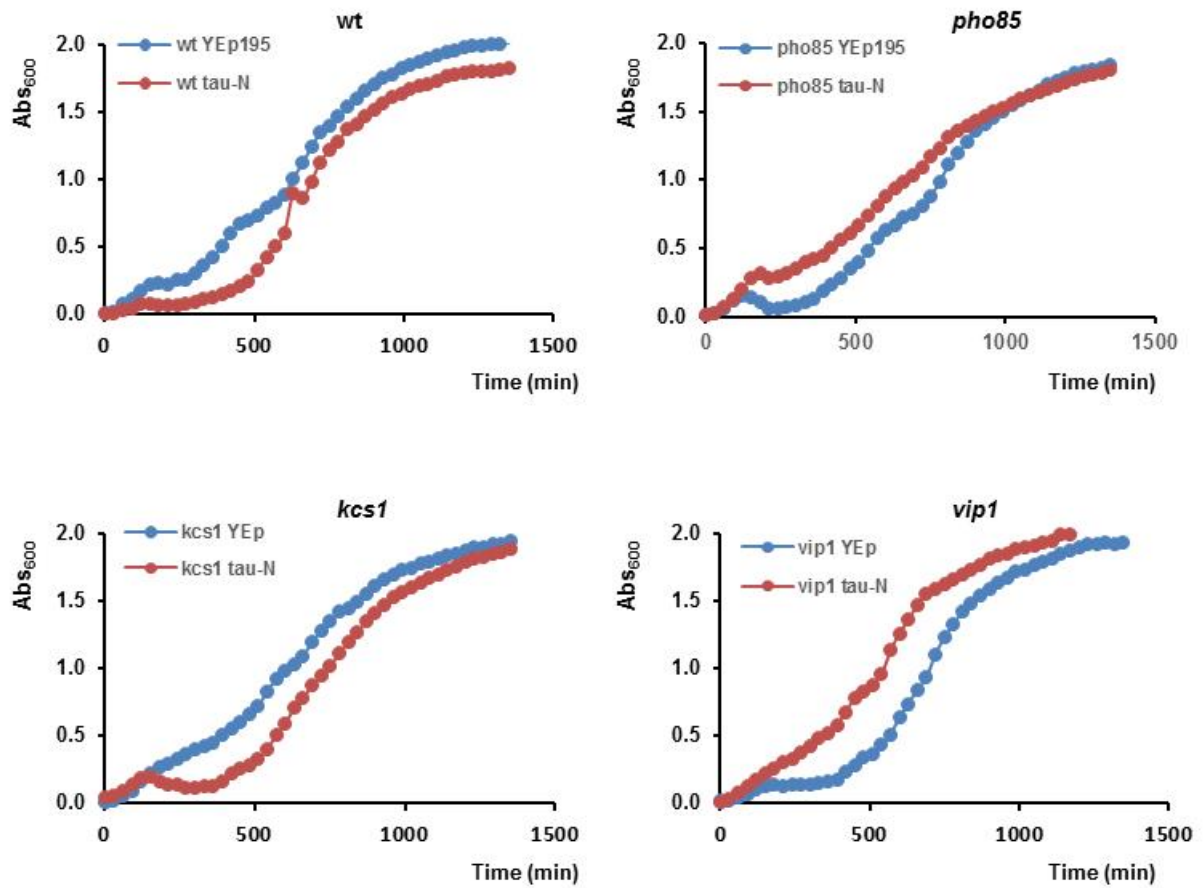 wt
wt YEp195
wt tau-N
Abs600
2.0
1.5
1.0
0.5
0.0
0 500 1000 1500
Time (min)
pho85
pho85 YEp195
pho85 tau-N
Abs600
2.0
1.5
1.0
0.5
0.0
0 500 1000 1500
Time (min)
kcs1
kcs1 YEp
kcs1 tau-N
Abs600
2.0
1.5
1.0
0.5
0.0
0 500 1000 1500
Time (min)
vip1
vip1 YEp
vip1 tau-N
Abs600
2.0
1.5
1.0
0.5
0.0
0 500 1000 1500
Time (min)